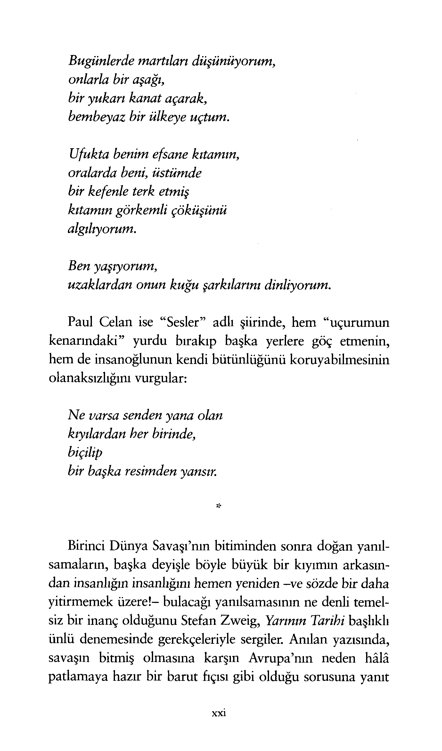 Bugünlerde martıları düşünüyorum,
onlarla bir aşağı,
bir yukarı kanat açarak,
bembeyaz bir ülkeye uçtum.
Ufukta benim efsane kıtamın,
oralarda beni, üstümde
bir kefenle terk etmiş
kıtamın görkemli çöküşünü
algılıyorum.
Ben yaşıyorum,
uzaklardan onun kuğu şarkılarını dinliyorum.
Paul Celan ise “Sesler” adlı şiirinde, hem “uçurumun
kenarındaki” yurdu bırakıp başka yerlere göç etmenin,
hem de insanoğlunun kendi bütünlüğünü koruyabilmesinin
olanaksızlığını vurgular:
Ne varsa senden yana olan
kıyılardan her birinde,
biçilip
bir başka resimden yansır.
*
Birinci Dünya Savaşı’nın bitiminden sonra doğan yanıl-
samaların, başka deyişle böyle büyük bir kıyımın arkasın-
dan insanlığın insanlığını hemen yeniden –ve sözde bir daha
yitirmemek üzere!– bulacağı yanılsamasının ne denli temel-
siz bir inanç olduğunu Stefan Zweig, Yarının Tarihi başlıklı
ünlü denemesinde gerekçeleriyle sergiler. Anılan yazısında,
savaşın bitmiş olmasına karşın Avrupa’nın neden hâlâ
patlamaya hazır bir barut fıçısı gibi olduğu sorusuna yanıt
xxi